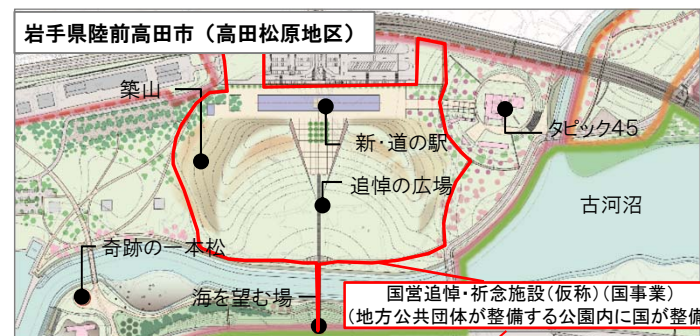 岩手県陸前高田市（高田松原地区）
築山
新・道の駅
タピック45
追悼の広場
古河沼
奇跡の一本松
海を望む場
国営追悼・祈念施設(仮称)(国事業)
(地方公共団体が整備する公園内に国が整備